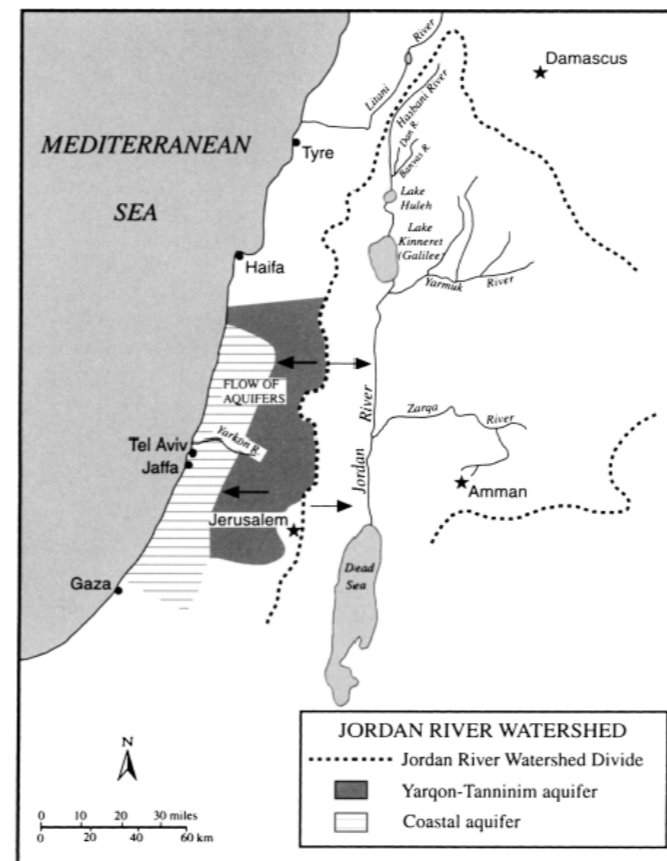 Damascus
Litani
River
Hasbani River
Dan R.
Banyas R.
MEDITERRANEAN
SEA
Tyre
Lake
Huleh
Lake
Kinneret
(Galilee)
Haifa
Yarmuk
River
FLOW OF
AQUIFERS
Jordan
River
Zarqa
River
Yarkon R.
Tel Aviv
Jaffa
Amman
Jerusalem
Dead
Sea
Gaza
N
0 10 20 30 miles
0 20 40 60 km
JORDAN RIVER WATERSHED
Jordan River Watershed Divide
Yarqon-Tanninim aquifer
Coastal aquifer